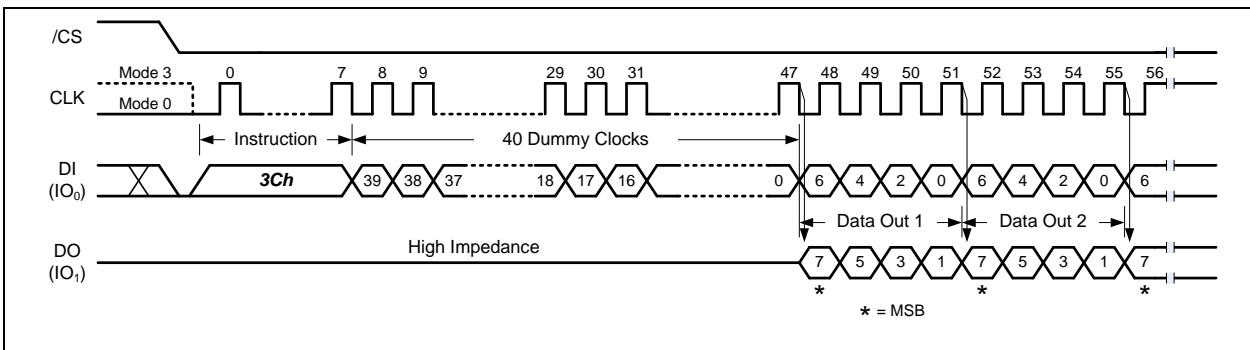 /CS
Mode 3 0 7 8 9 29 30 31 47 48 49 50 51 52 53 54 55 56
CLK
Mode 0
Instruction 40 Dummy Clocks
DI
(IO₀)
3Ch 39 38 37 18 17 16 0 6 4 2 0 6 4 2 0 6
Data Out 1 Data Out 2
High Impedance
DO
(IO₁)
7 5 3 1 7 5 3 1 7
* * *
* = MSB